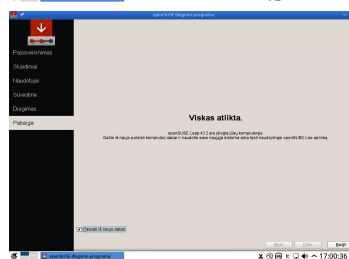 openSUSE diegimo programa
Pasisveikinimas
Skaidiniai
Naudotojai
Suvestinė
Diegimas
Pabaiga
Viskas atlikta.
openSUSE Leap 42.2 yra įdiegta jūsų kompiuteryje.
Galite iš naujo paleisti kompiuterį dabar ir naudotis savo naująja sistema arba tęsti naudojimąsi openSUSE Live aplinka.
Paleisti iš naujo dabar
Baigti
openSUSE diegimo programa
17:00:36